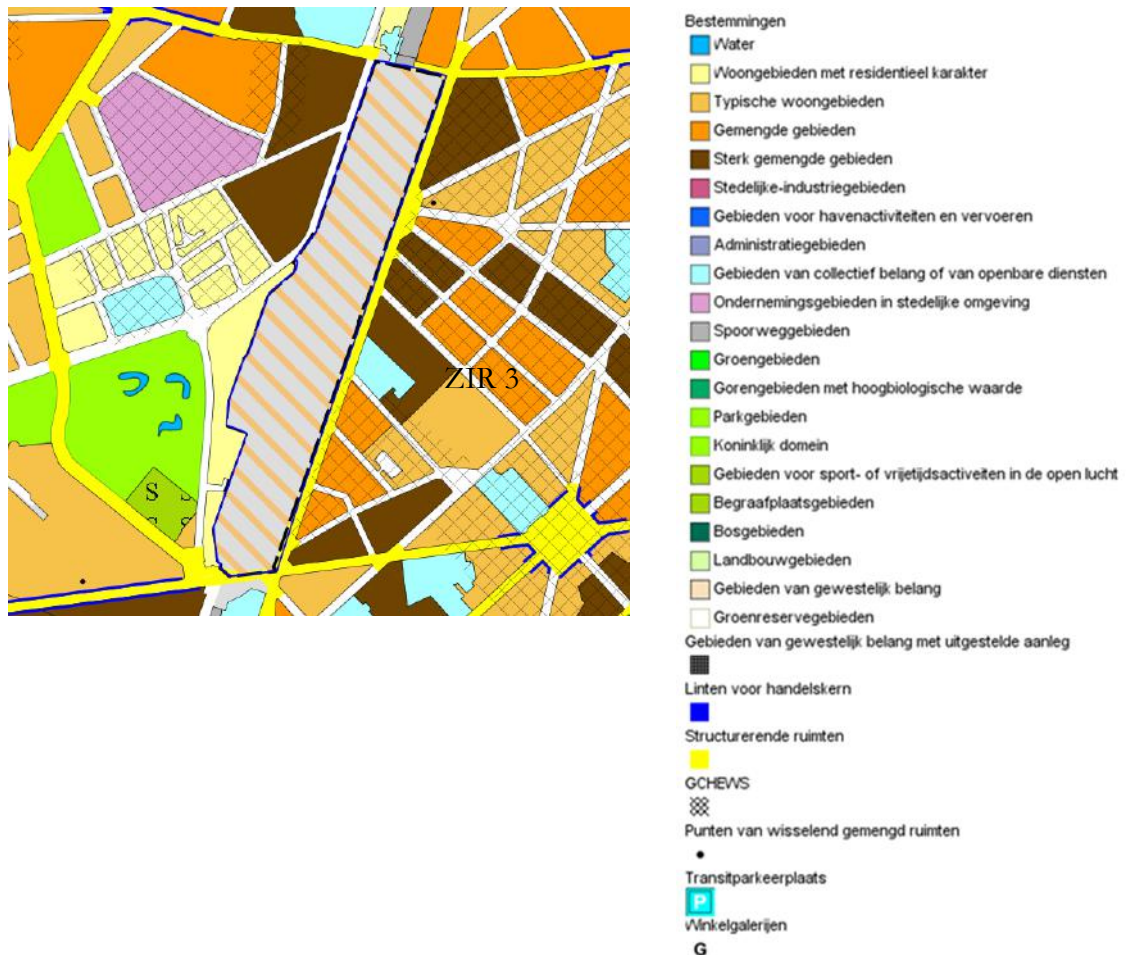 ZIR 3
S S
S S
Bestemmingen
Water
Woongebieden met residentieel karakter
Typische woongebieden
Gemengde gebieden
Sterk gemengde gebieden
Stedelijke-industriegebieden
Gebieden voor havenactiviteiten en vervoeren
Administratiegebieden
Gebieden van collectief belang of van openbare diensten
Ondernemingsgebieden in stedelijke omgeving
Spoorweggebieden
Groengebieden
Gorengebieden met hoogbiologische waarde
Parkgebieden
Koninklijk domein
Gebieden voor sport- of vrijetijdsactiveiten in de open lucht
Begraafplaatsgebieden
Bosgebieden
Landbouwgebieden
Gebieden van gewestelijk belang
Groenreservegebieden
Gebieden van gewestelijk belang met uitgestelde aanleg
Linten voor handelskern
Structurerende ruimten
GCHEWS
Punten van wisselend gemengd ruimten
Transitparkeerplaats
P
Winkelgalerijen
G